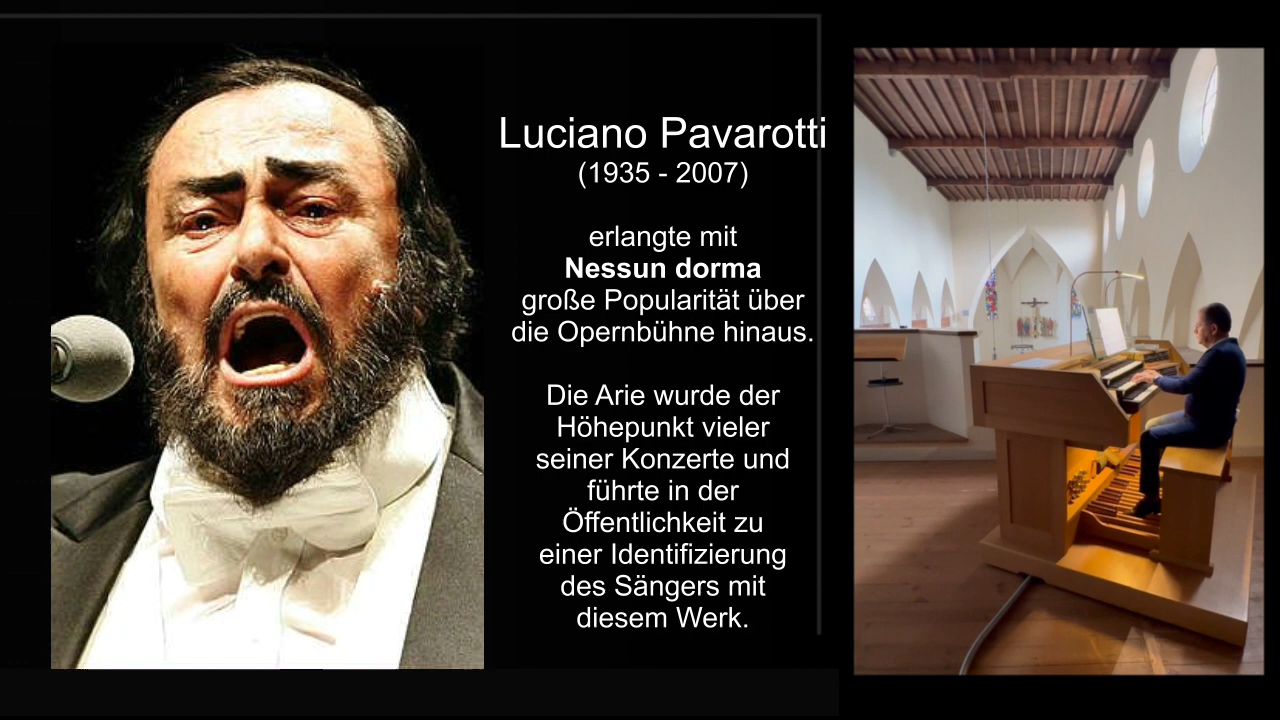 Luciano Pavarotti
(1935 - 2007)
erlangte mit
Nessun dorma
große Popularität über
die Opernbühne hinaus.
Die Arie wurde der
Höhepunkt vieler
seiner Konzerte und
führte in der
Öffentlichkeit zu
einer Identifizierung
des Sängers mit
diesem Werk.